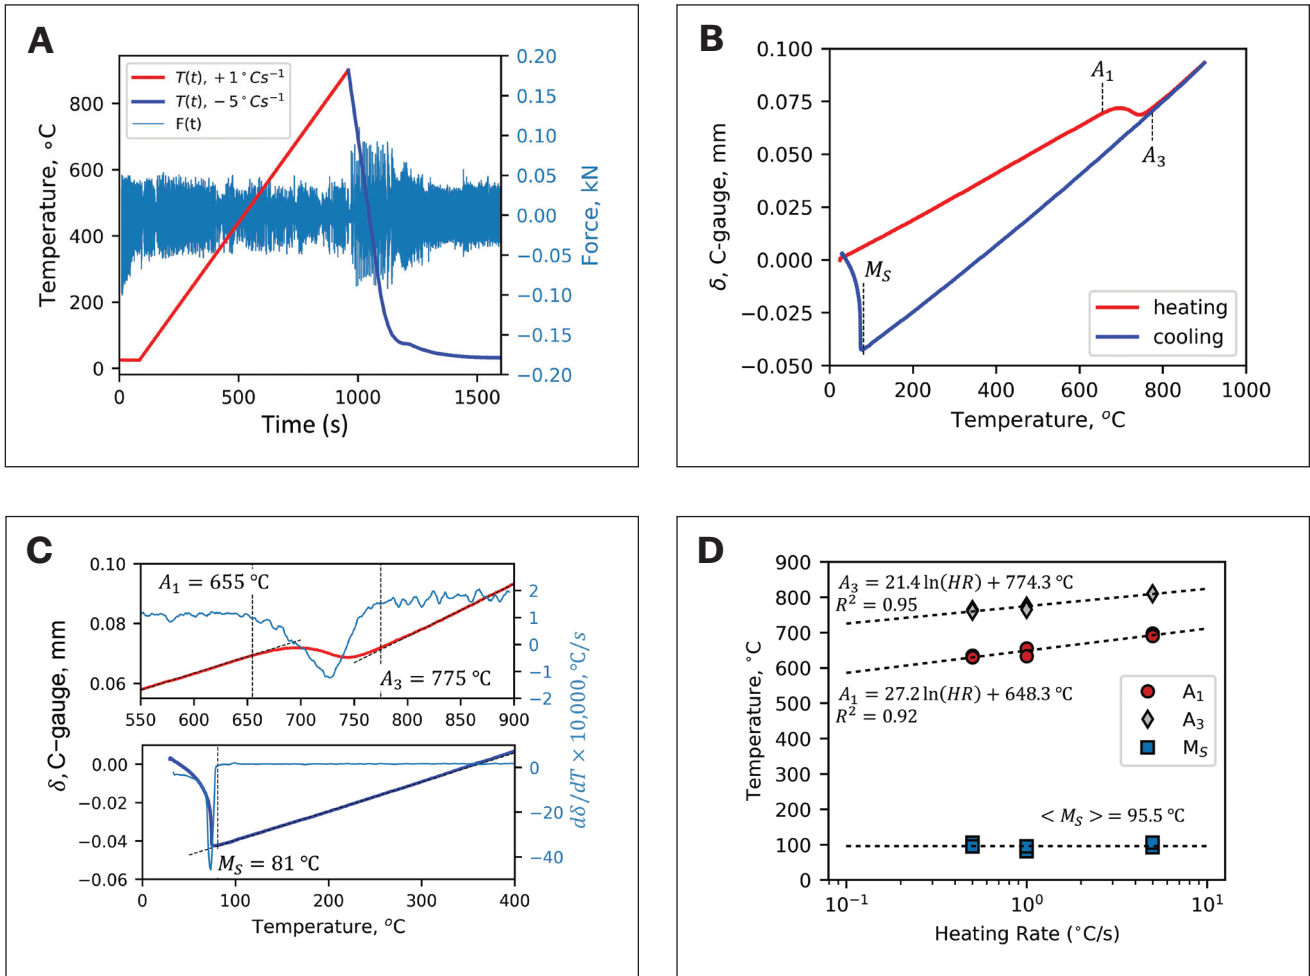 A
Temperature, ∘C
800
600
400
200
0
T(t), +1°Cs⁻¹
T(t), −5°Cs⁻¹
F(t)
0.20
0.15
0.10
0.05
0.00
−0.05
−0.10
−0.15
−0.20
Force, kN
0 500 1000 1500
Time (s)
B
δ, C-gauge, mm
0.100
0.075
0.050
0.025
0.000
−0.025
−0.050
A₁
A₃
M_S
heating
cooling
0 200 400 600 800 1000
Temperature, °C
C
δ, C−gauge, mm
0.10
0.08
0.06
A₁ = 655 °C
A₃ = 775 °C
2
1
0
−1
−2
550 600 650 700 750 800 850 900
0.00
−0.02
−0.04
−0.06
M_S = 81 °C
0
−20
−40
dδ/dT × 10,000, °C/s
0 100 200 300 400
Temperature, °C
D
Temperature, °C
900
800
700
600
500
400
300
200
100
0
A₃ = 21.4 ln(HR) + 774.3 °C
R² = 0.95
A₁ = 27.2 ln(HR) + 648.3 °C
R² = 0.92
A₁
A₃
M_S
< M_S > = 95.5 °C
10⁻¹ 10⁰ 10¹
Heating Rate (°C/s)